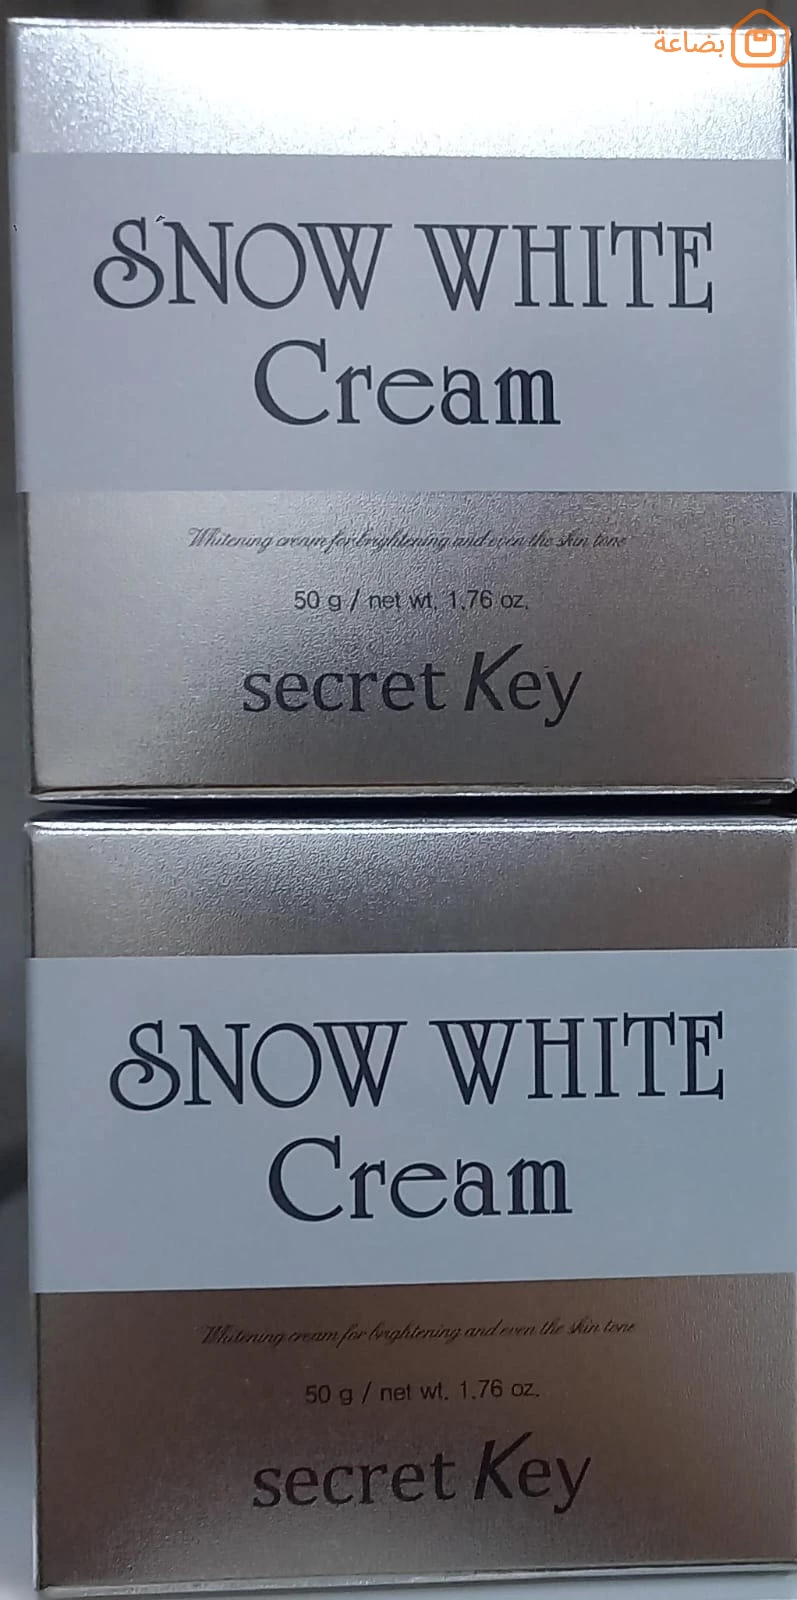 بضاعة
SNOW WHITE
Cream
Whitening cream for brightening and even the skin tone
50 g / net wt. 1.76 oz.
secret Key
SNOW WHITE
Cream
Whitening cream for brightening and even the skin tone
50 g / net wt. 1.76 oz.
secret Key